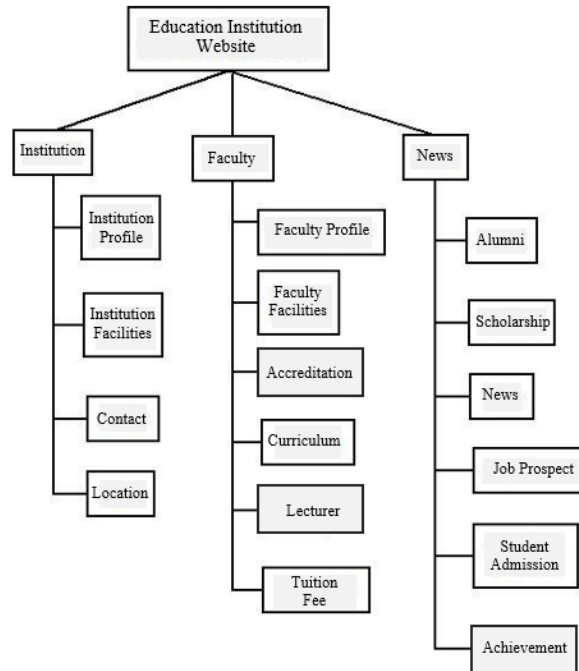 Education Institution
Website
Institution
Faculty
News
Institution
Profile
Institution
Facilities
Contact
Location
Faculty Profile
Faculty
Facilities
Accreditation
Curriculum
Lecturer
Tuition
Fee
Alumni
Scholarship
News
Job Prospect
Student
Admission
Achievement